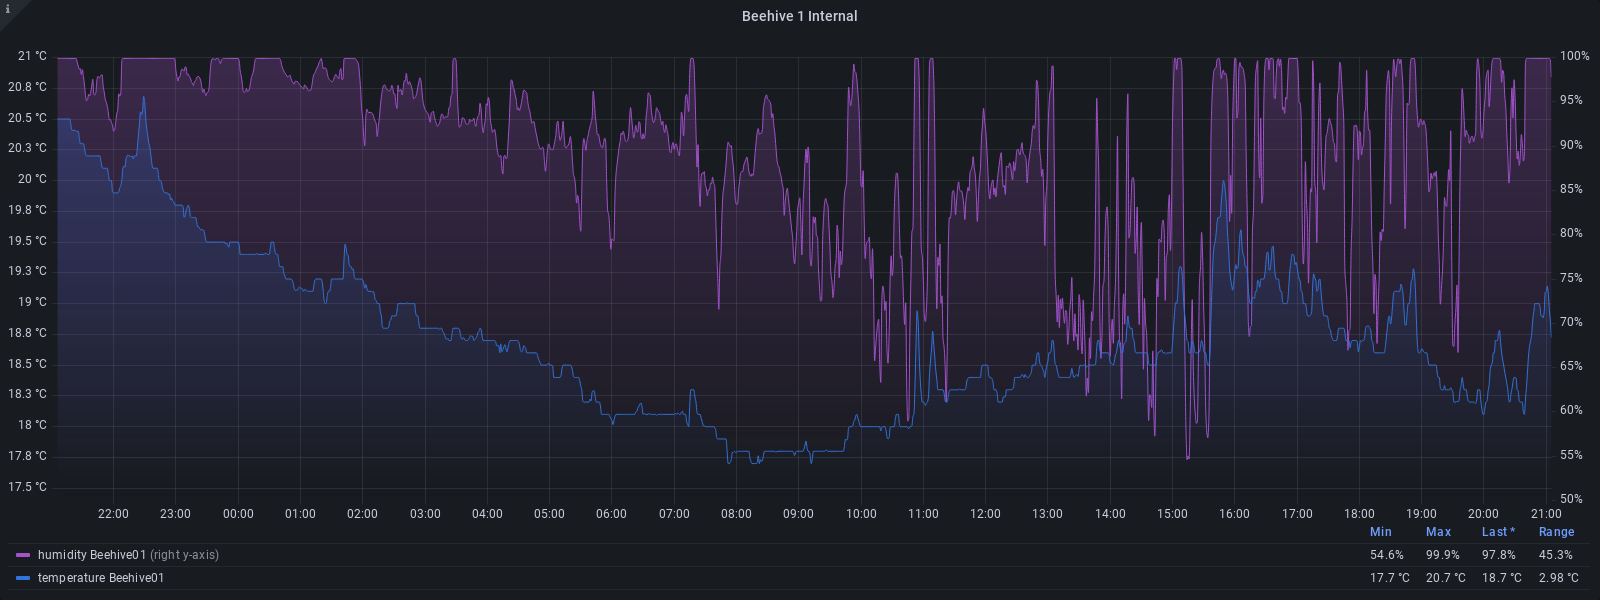 i
Beehive 1 Internal
21 °C 100%
20.8 °C 95%
20.5 °C 90%
20.3 °C 85%
20 °C 80%
19.8 °C 75%
19.5 °C 70%
19.3 °C 65%
19 °C 60%
18.8 °C 55%
18.5 °C 50%
18.3 °C
18 °C
17.8 °C
17.5 °C
22:00 23:00 00:00 01:00 02:00 03:00 04:00 05:00 06:00 07:00 08:00 09:00 10:00 11:00 12:00 13:00 14:00 15:00 16:00 17:00 18:00 19:00 20:00 21:00
Min Max Last * Range
humidity Beehive01 (right y-axis) 54.6% 99.9% 97.8% 45.3%
temperature Beehive01 17.7 °C 20.7 °C 18.7 °C 2.98 °C